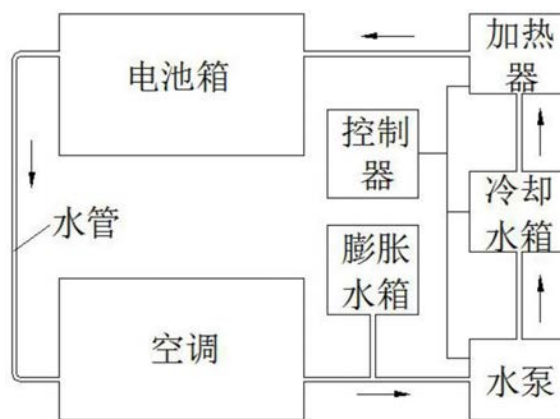 电池箱
加热
器
控制
器
冷却
水箱
水管
膨胀
水箱
空调
水泵